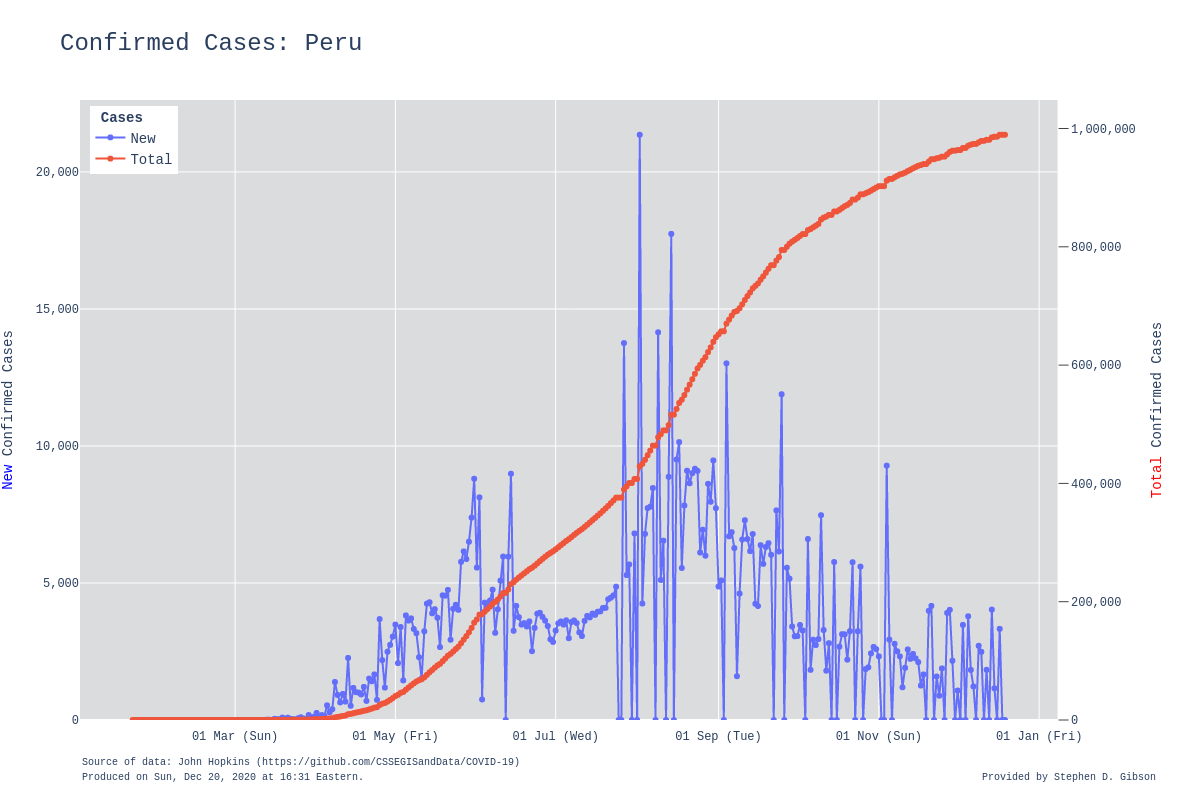 Confirmed Cases: Peru
Cases
New
Total
20,000
15,000
10,000
5,000
0
New Confirmed Cases
1,000,000
800,000
600,000
400,000
200,000
0
Total Confirmed Cases
01 Mar (Sun)
01 May (Fri)
01 Jul (Wed)
01 Sep (Tue)
01 Nov (Sun)
01 Jan (Fri)
Source of data: John Hopkins (https://github.com/CSSEGISandData/COVID-19)
Produced on Sun, Dec 20, 2020 at 16:31 Eastern.
Provided by Stephen D. Gibson